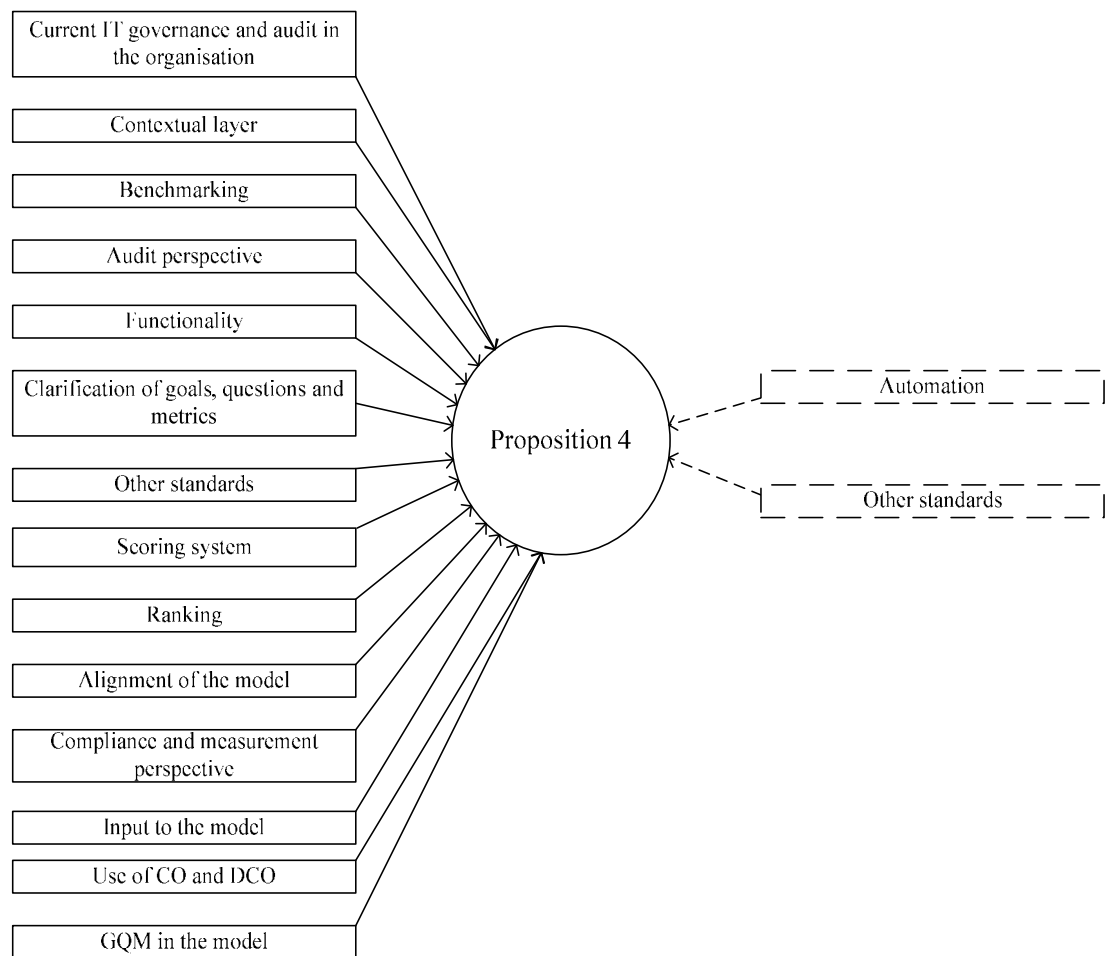 Current IT governance and audit in
the organisation
Contextual layer
Benchmarking
Audit perspective
Functionality
Clarification of goals, questions and
metrics
Other standards
Scoring system
Ranking
Alignment of the model
Compliance and measurement
perspective
Input to the model
Use of CO and DCO
GQM in the model
Proposition 4
Automation
Other standards